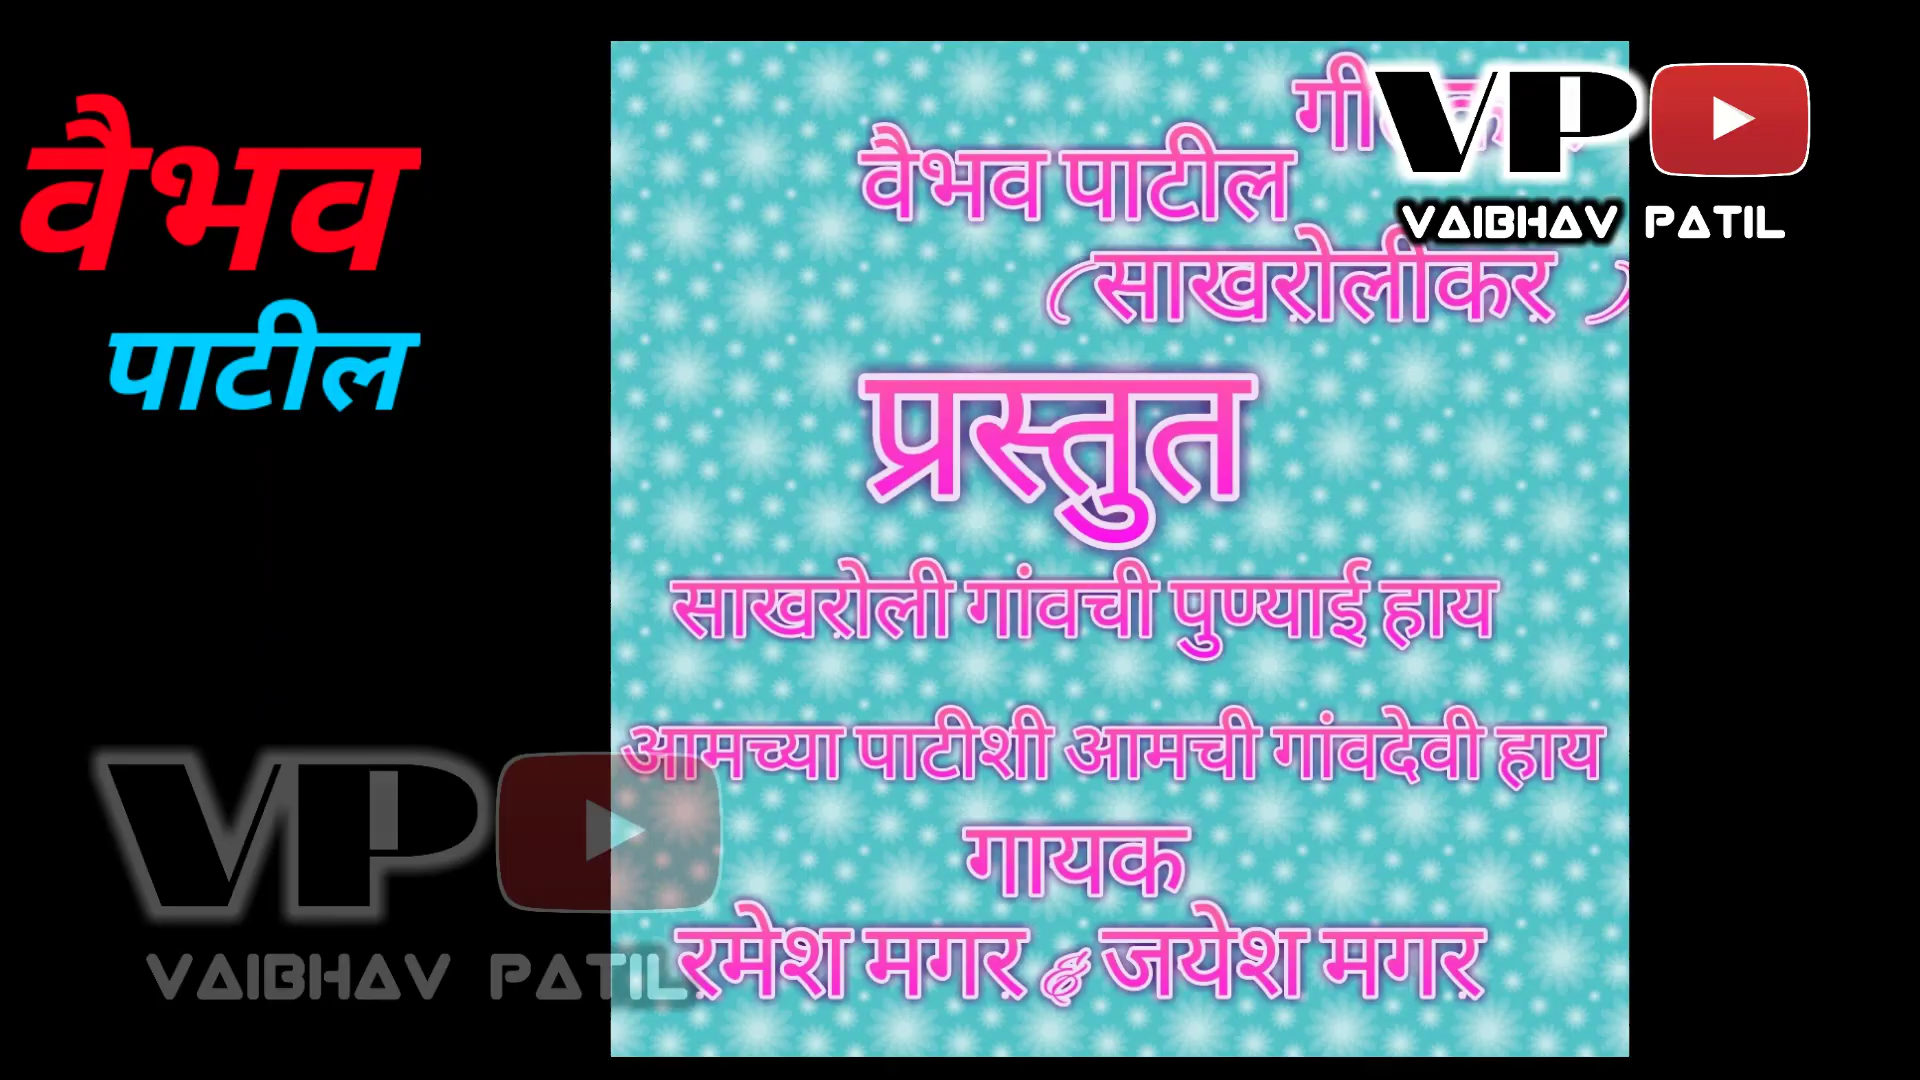 वैभव
पाटील
वैभव पाटील
( साखरोलीकर )
प्रस्तुत
साखरोली गांवची पुण्याई हाय
आमच्या पाटीशी आमची गांवदेवी हाय
गायक
रमेश मगर & जयेश मगर
VP
VAIBHAV PATIL
VP
VAIBHAV PATIL